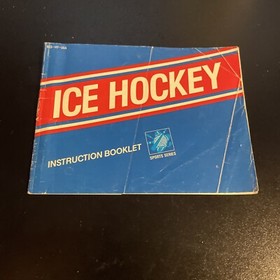 ICE HOCKEY
INSTRUCTION BOOKLET
SPORTS SERIES